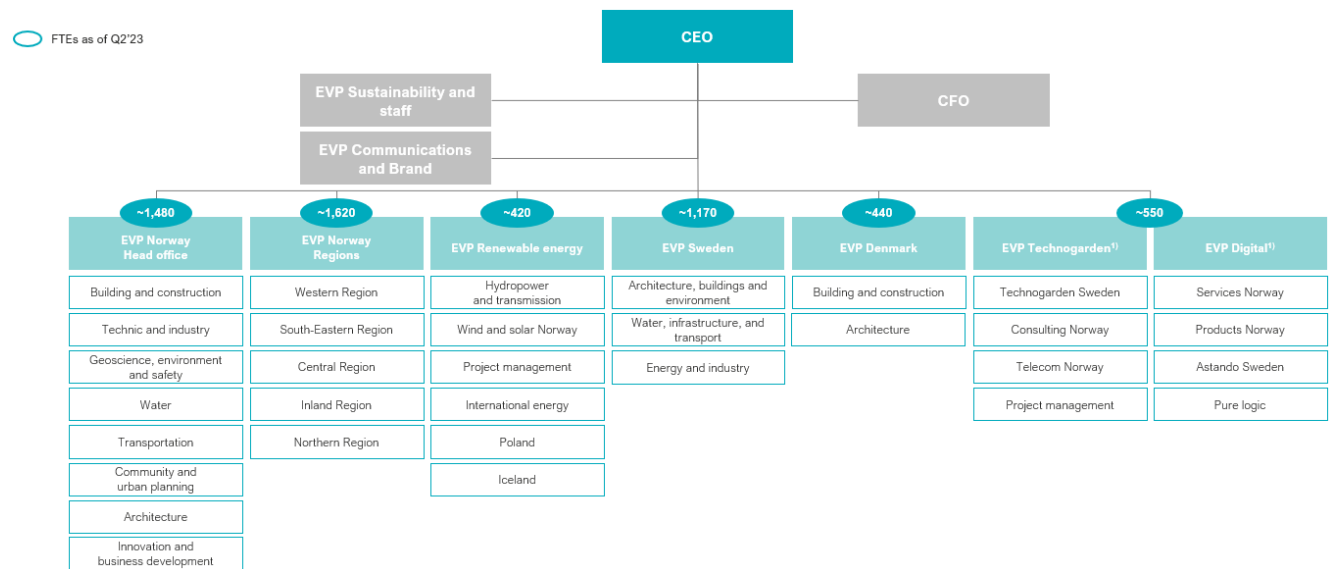 CEO
FTEs as of Q2'23
EVP Sustainability and
staff
CFO
EVP Communications
and Brand
~1,480
~1,620
~420
~1,170
~440
~550
EVP Norway
Head office
EVP Norway
Regions
EVP Renewable energy
EVP Sweden
EVP Denmark
EVP Technogarden¹⁾
EVP Digital¹⁾
Building and construction
Technic and industry
Geoscience, environment
and safety
Water
Transportation
Community and
urban planning
Architecture
Innovation and
business development
Western Region
South-Eastern Region
Central Region
Inland Region
Northern Region
Hydropower
and transmission
Wind and solar Norway
Project management
International energy
Poland
Iceland
Architecture, buildings and
environment
Water, infrastructure, and
transport
Energy and industry
Building and construction
Architecture
Technogarden Sweden
Consulting Norway
Telecom Norway
Project management
Services Norway
Products Norway
Astando Sweden
Pure logic